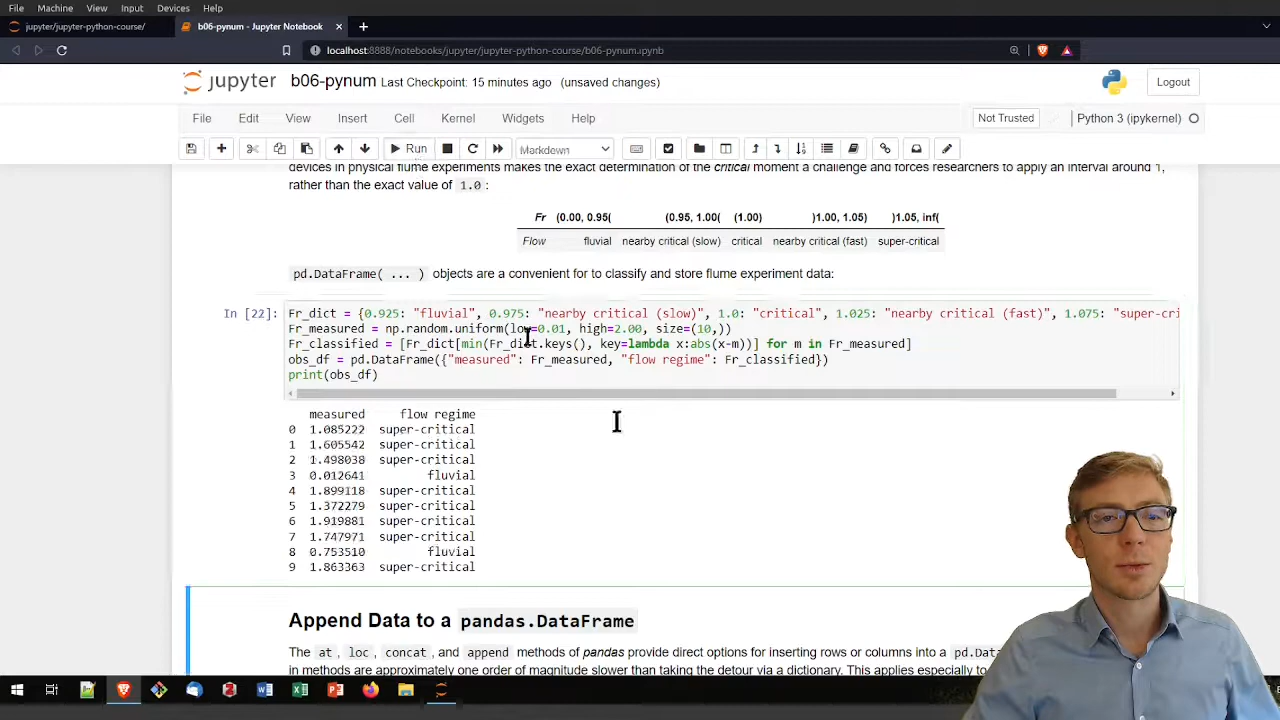 File Machine View Input Devices Help
jupyter/jupyter-python-course/ b06-pynum - Jupyter Notebook
localhost:8888/notebooks/jupyter/jupyter-python-course/b06-pynum.ipynb
jupyter b06-pynum Last Checkpoint: 15 minutes ago (unsaved changes) Logout
File Edit View Insert Cell Kernel Widgets Help Not Trusted Python 3 (ipykernel)
Run Markdown
devices in physical flume experiments makes the exact determination of the critical moment a challenge and forces researchers to apply an interval around 1,
rather than the exact value of 1.0 :
Fr (0.00, 0.95( (0.95, 1.00( (1.00) )1.00, 1.05) )1.05, inf(
Flow fluvial nearby critical (slow) critical nearby critical (fast) super-critical
pd.DataFrame( ... ) objects are a convenient for to classify and store flume experiment data:
In [22]: Fr_dict = {0.925: "fluvial", 0.975: "nearby critical (slow)", 1.0: "critical", 1.025: "nearby critical (fast)", 1.075: "super-cri
Fr_measured = np.random.uniform(low=0.01, high=2.00, size=(10,))
Fr_classified = [Fr_dict[min(Fr_dict.keys(), key=lambda x:abs(x-m))] for m in Fr_measured]
obs_df = pd.DataFrame({"measured": Fr_measured, "flow regime": Fr_classified})
print(obs_df)
measured flow regime
0 1.085222 super-critical
1 1.605542 super-critical
2 1.498038 super-critical
3 0.012641 fluvial
4 1.899118 super-critical
5 1.372279 super-critical
6 1.919881 super-critical
7 1.747971 super-critical
8 0.753510 fluvial
9 1.863363 super-critical
Append Data to a pandas.DataFrame
The at , loc , concat , and append methods of pandas provide direct options for inserting rows or columns into a pd.Dat
in methods are approximately one order of magnitude slower than taking the detour via a dictionary. This applies especially to